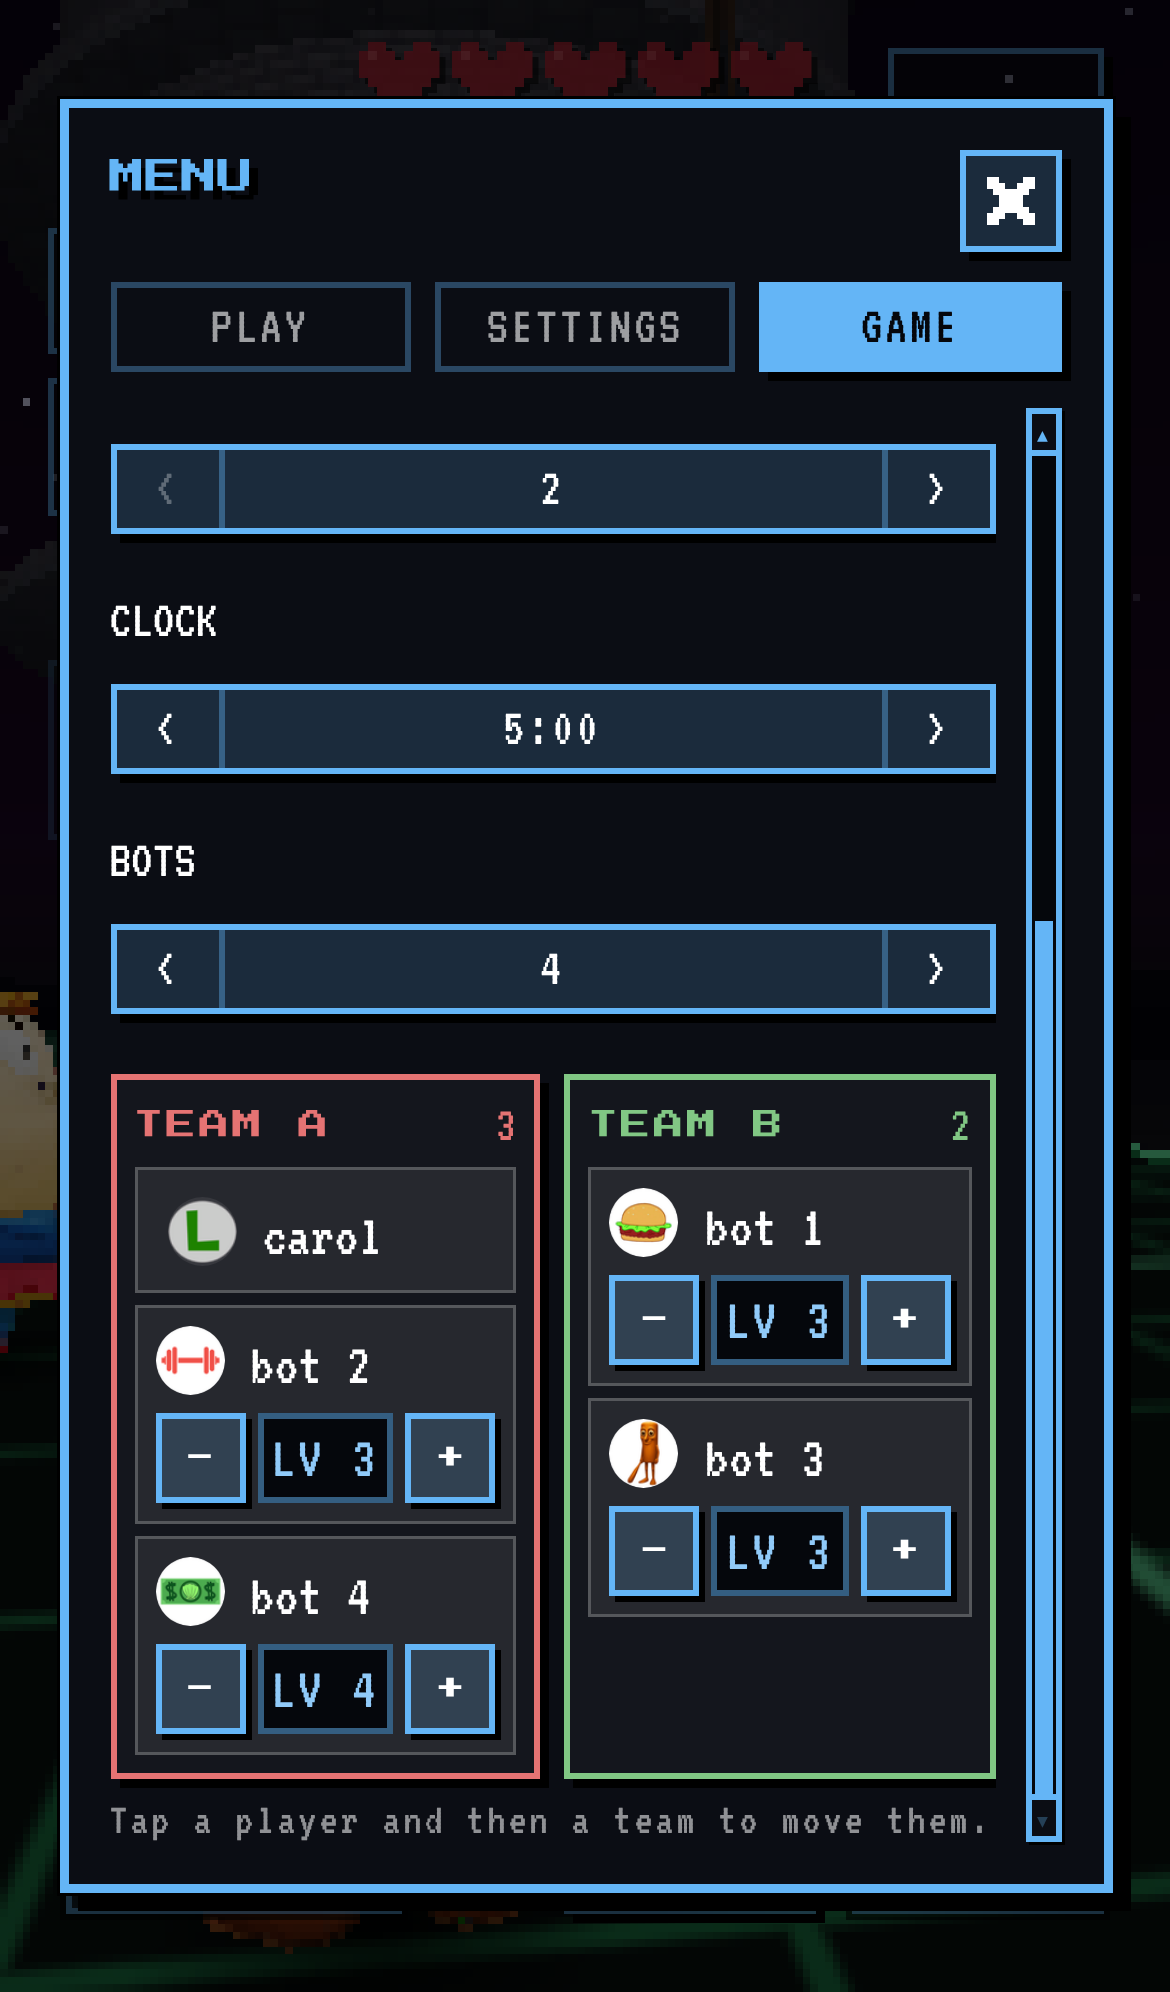 MENU
PLAY SETTINGS GAME
2
CLOCK
5:00
BOTS
4
TEAM A 3
L carol
bot 2
− LV 3 +
$ $ bot 4
− LV 4 +
TEAM B 2
bot 1
− LV 3 +
bot 3
− LV 3 +
Tap a player and then a team to move them.